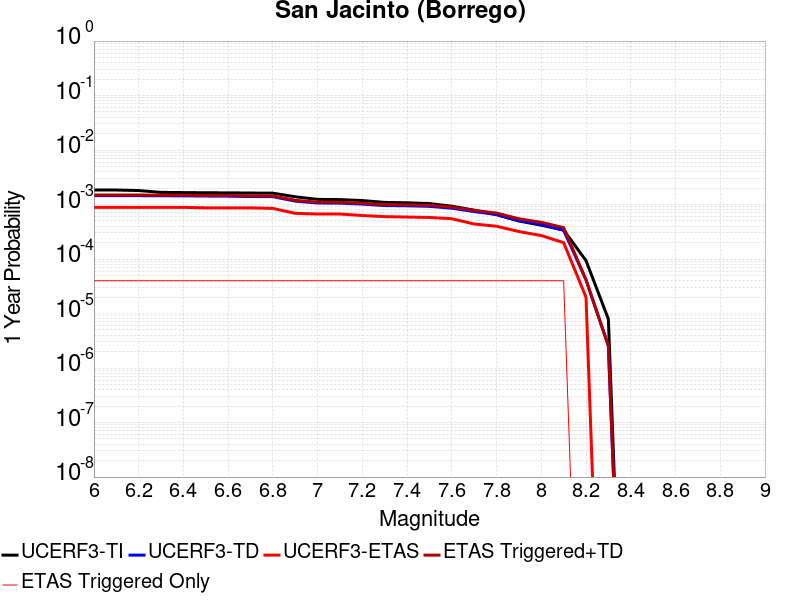 San Jacinto (Borrego)
10^0
10^-1
10^-2
10^-3
10^-4
10^-5
10^-6
10^-7
10^-8
1 Year Probability
6 6.2 6.4 6.6 6.8 7 7.2 7.4 7.6 7.8 8 8.2 8.4 8.6 8.8 9
Magnitude
UCERF3-TI UCERF3-TD UCERF3-ETAS ETAS Triggered+TD
ETAS Triggered Only